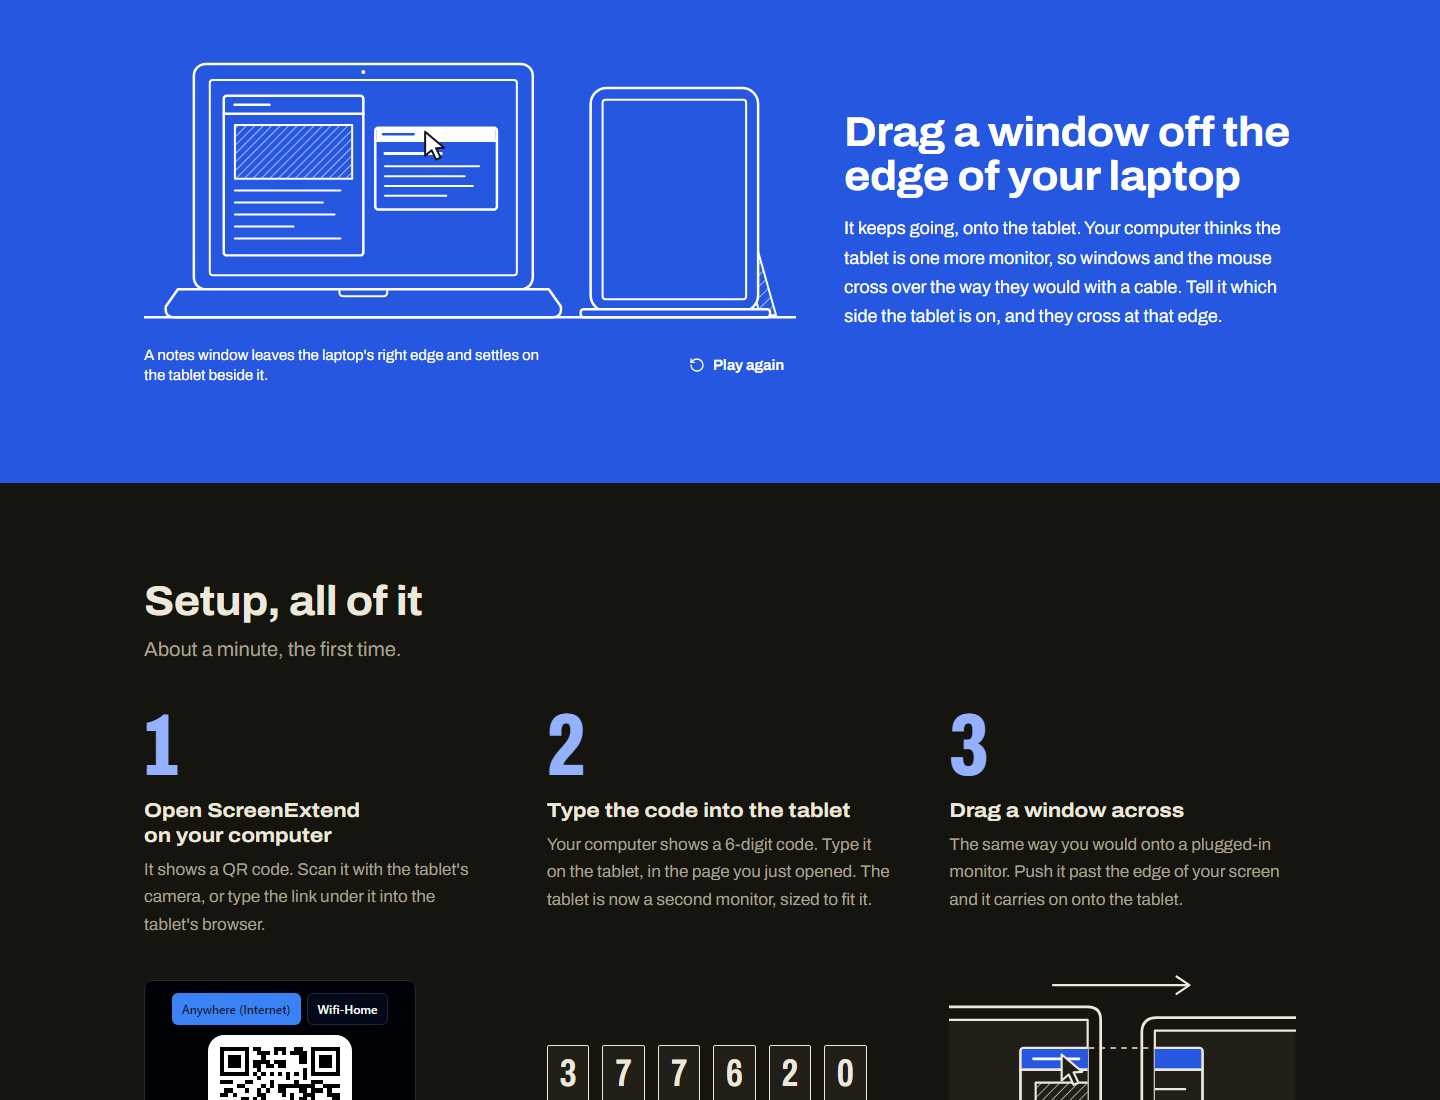 Drag a window off the
edge of your laptop
It keeps going, onto the tablet. Your computer thinks the
tablet is one more monitor, so windows and the mouse
cross over the way they would with a cable. Tell it which
side the tablet is on, and they cross at that edge.
A notes window leaves the laptop's right edge and settles on
the tablet beside it.
Play again
Setup, all of it
About a minute, the first time.
1
Open ScreenExtend
on your computer
It shows a QR code. Scan it with the tablet's
camera, or type the link under it into the
tablet's browser.
Anywhere (Internet)
Wifi-Home
2
Type the code into the tablet
Your computer shows a 6-digit code. Type it
on the tablet, in the page you just opened. The
tablet is now a second monitor, sized to fit it.
3 7 7 6 2 0
3
Drag a window across
The same way you would onto a plugged-in
monitor. Push it past the edge of your screen
and it carries on onto the tablet.